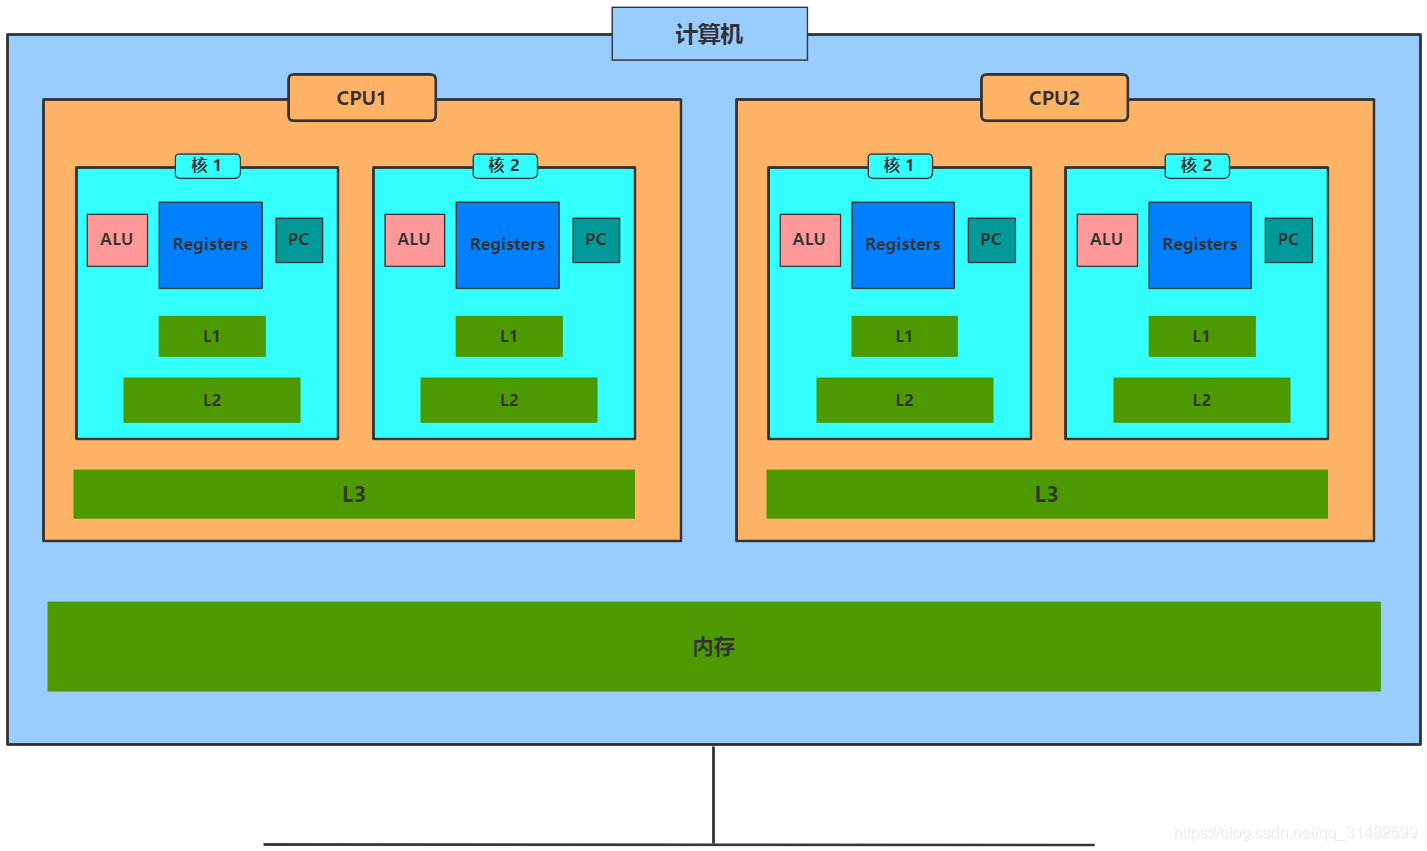 计算机
CPU1
CPU2
核 1
核 2
核 1
核 2
ALU
Registers
PC
ALU
Registers
PC
ALU
Registers
PC
ALU
Registers
PC
L1
L1
L1
L1
L2
L2
L2
L2
L3
L3
内存
https://blog.csdn.net/qq_31482599